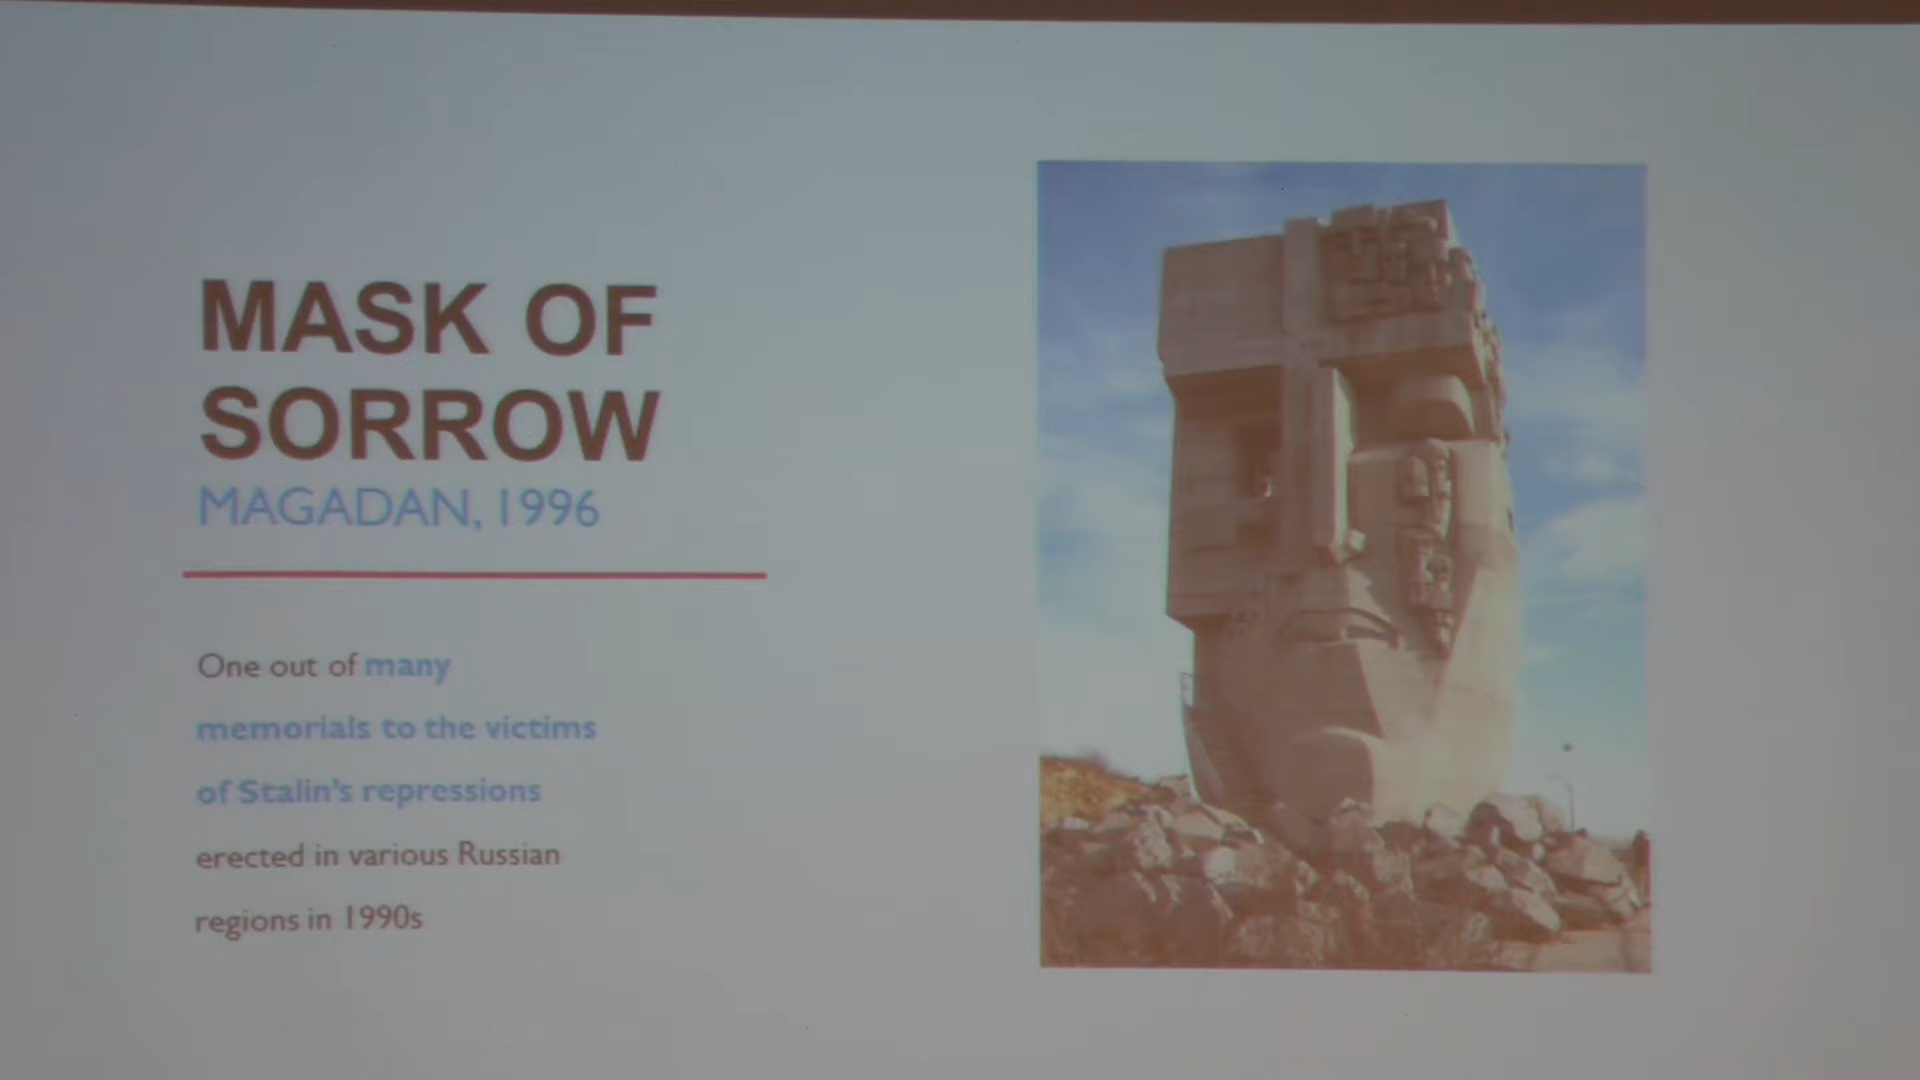 MASK OF
SORROW
MAGADAN, 1996
One out of many
memorials to the victims
of Stalin's repressions
erected in various Russian
regions in 1990s